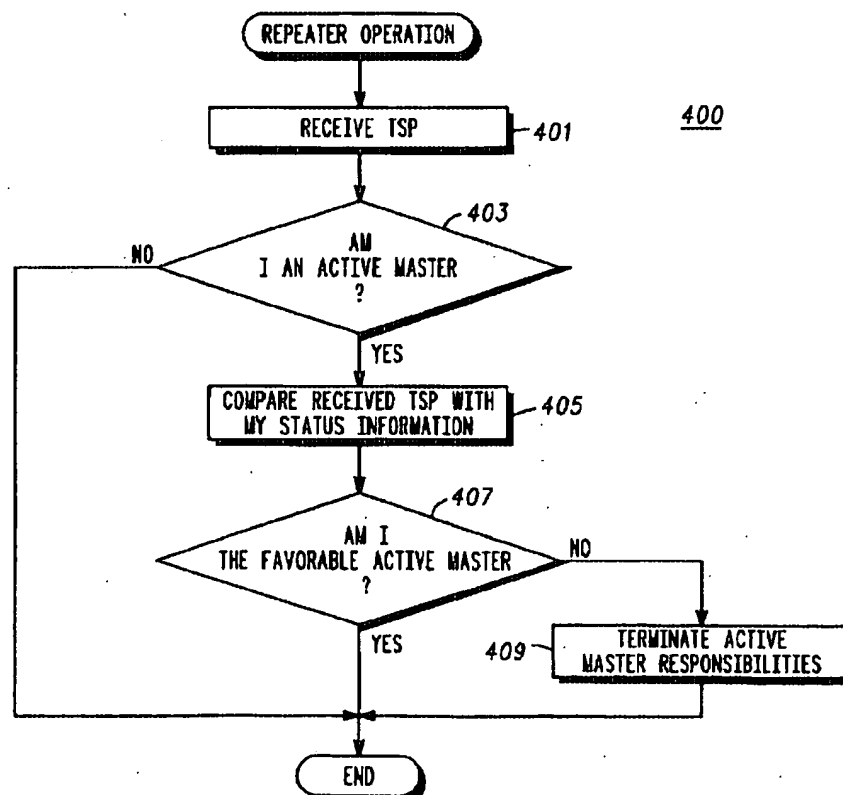 REPEATER OPERATION
RECEIVE TSP
401
400
403
AM
I AN ACTIVE MASTER
?
NO
YES
COMPARE RECEIVED TSP WITH
MY STATUS INFORMATION
405
407
AM I
THE FAVORABLE ACTIVE MASTER
?
NO
YES
409
TERMINATE ACTIVE
MASTER RESPONSIBILITIES
END